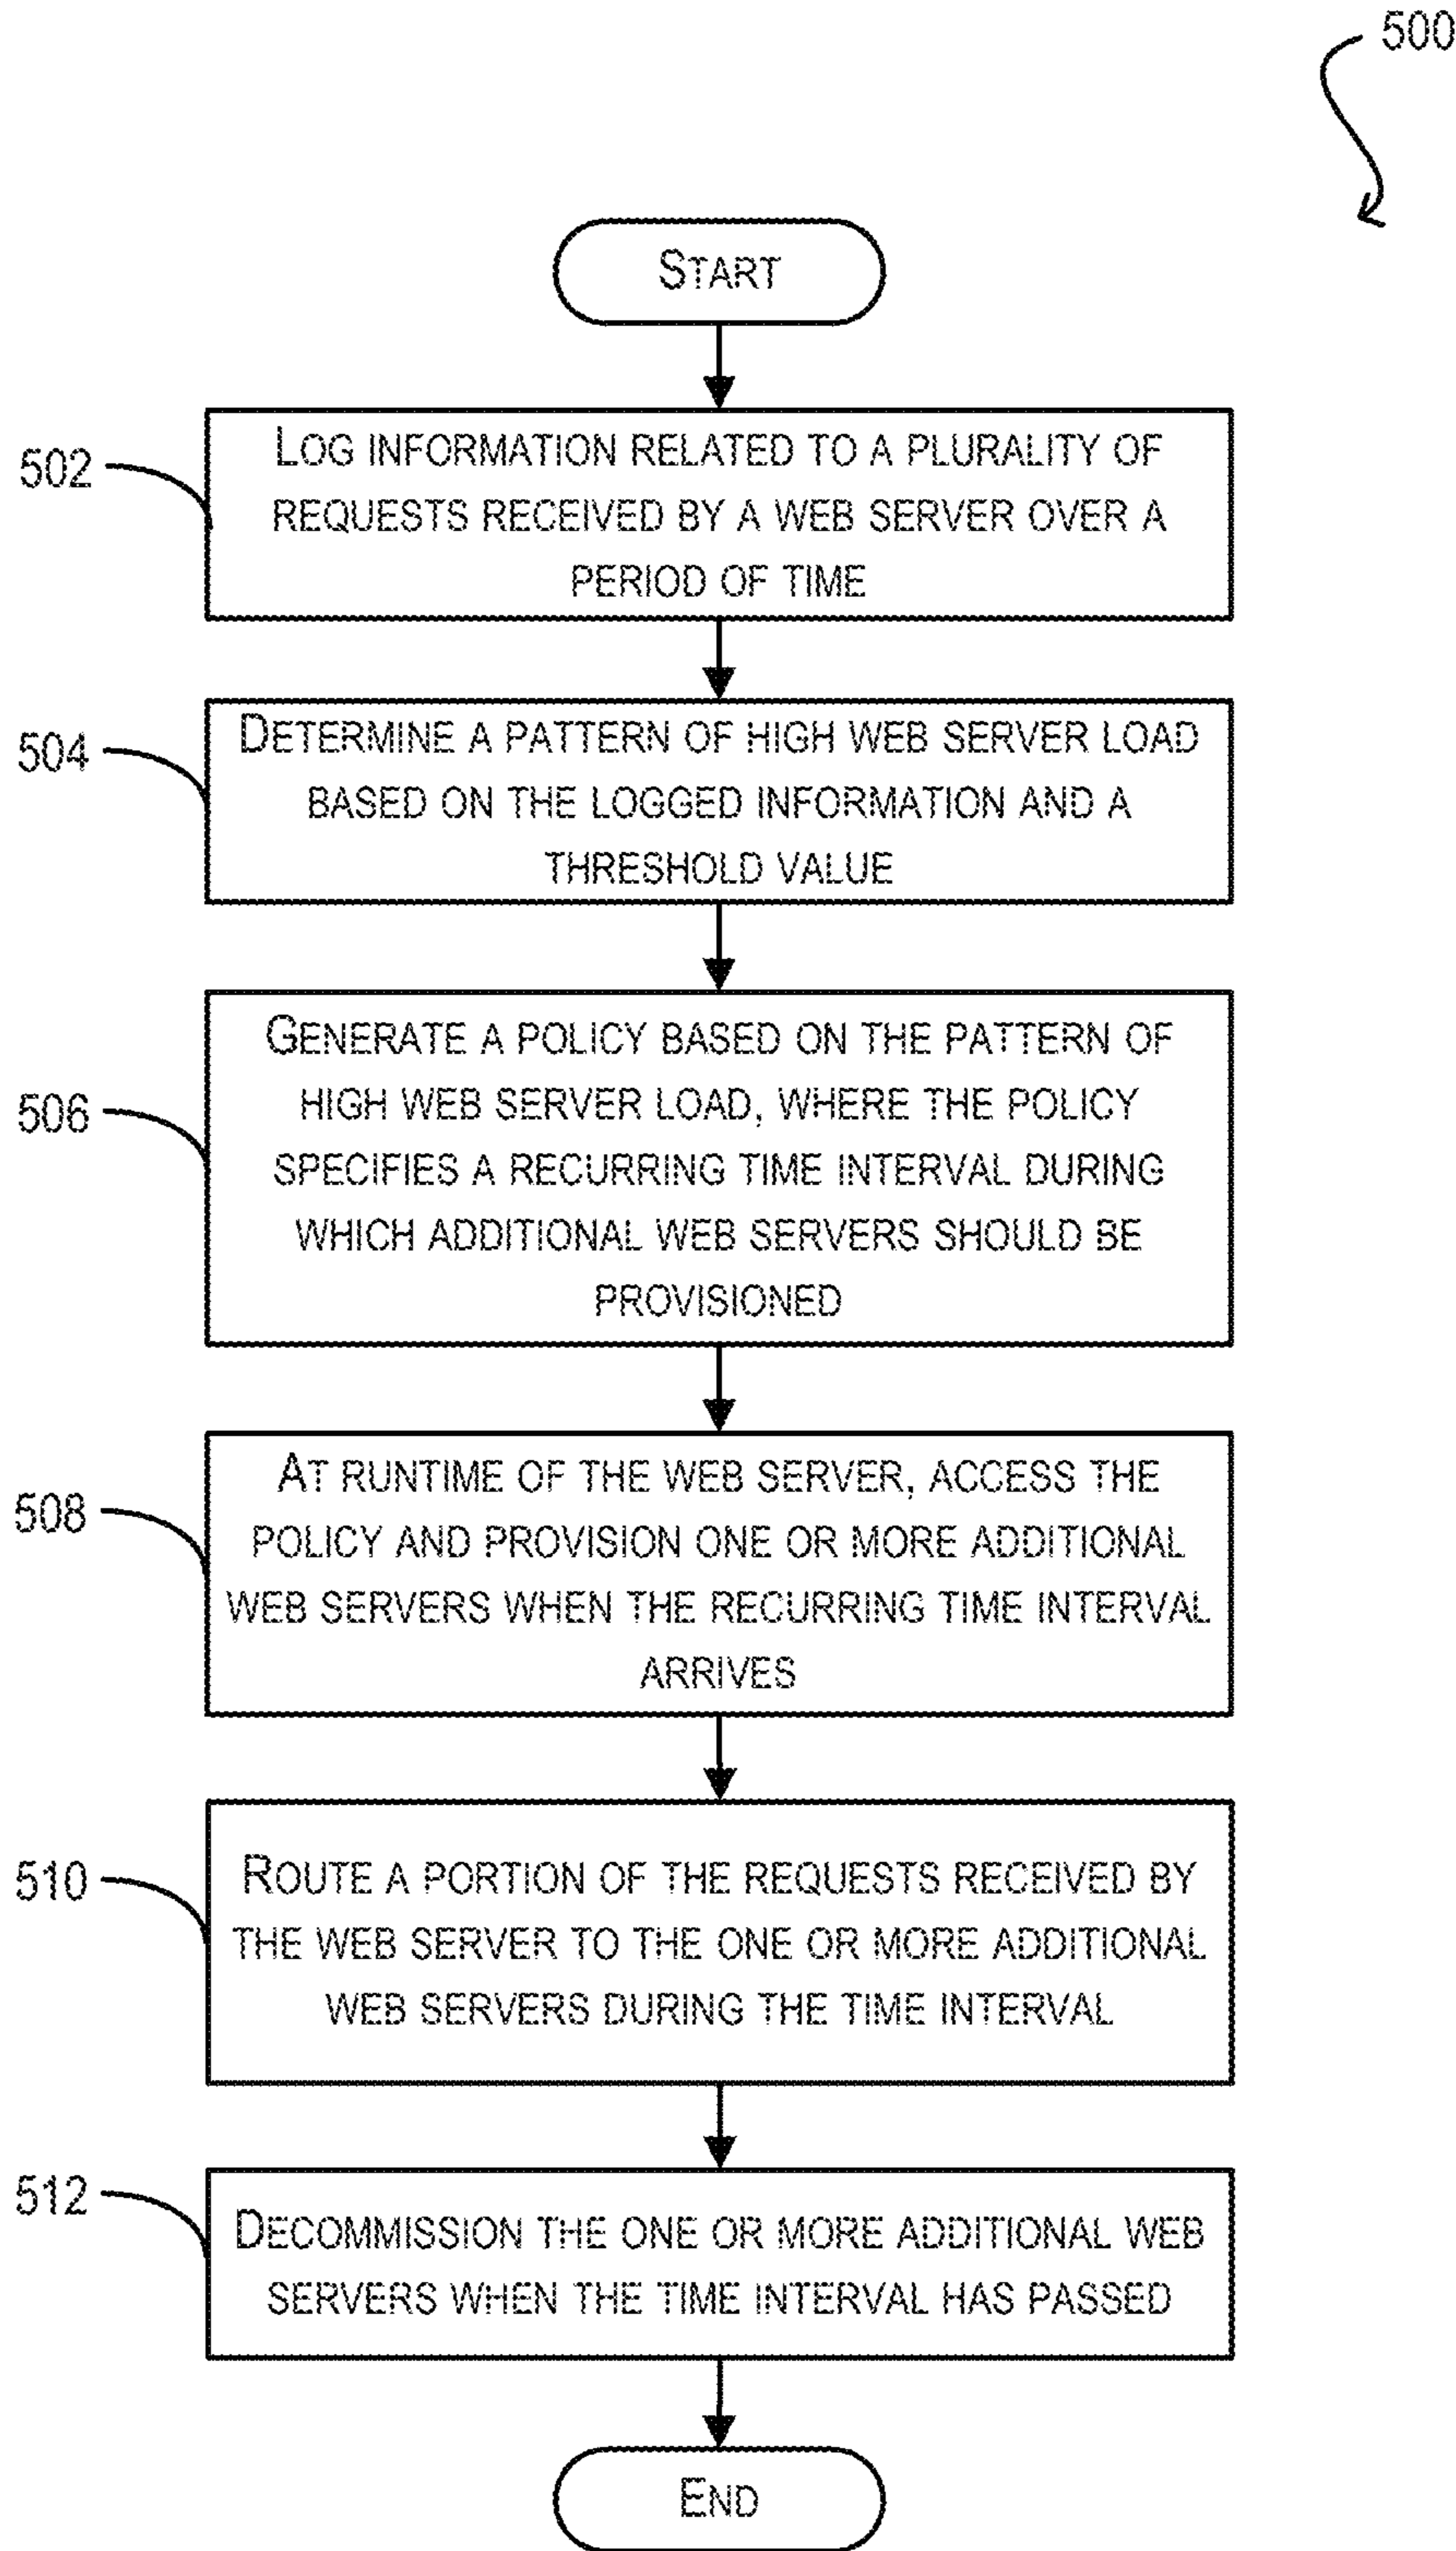 500
START
502
LOG INFORMATION RELATED TO A PLURALITY OF
REQUESTS RECEIVED BY A WEB SERVER OVER A
PERIOD OF TIME
504
DETERMINE A PATTERN OF HIGH WEB SERVER LOAD
BASED ON THE LOGGED INFORMATION AND A
THRESHOLD VALUE
506
GENERATE A POLICY BASED ON THE PATTERN OF
HIGH WEB SERVER LOAD, WHERE THE POLICY
SPECIFIES A RECURRING TIME INTERVAL DURING
WHICH ADDITIONAL WEB SERVERS SHOULD BE
PROVISIONED
508
AT RUNTIME OF THE WEB SERVER, ACCESS THE
POLICY AND PROVISION ONE OR MORE ADDITIONAL
WEB SERVERS WHEN THE RECURRING TIME INTERVAL
ARRIVES
510
ROUTE A PORTION OF THE REQUESTS RECEIVED BY
THE WEB SERVER TO THE ONE OR MORE ADDITIONAL
WEB SERVERS DURING THE TIME INTERVAL
512
DECOMMISSION THE ONE OR MORE ADDITIONAL WEB
SERVERS WHEN THE TIME INTERVAL HAS PASSED
END